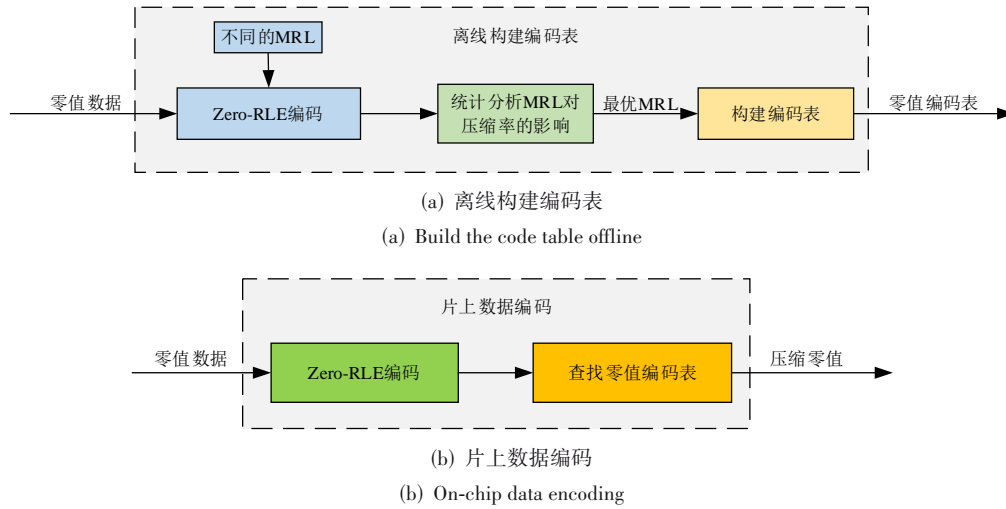 不同的MRL
离线构建编码表
零值数据
Zero-RLE编码
统计分析MRL对
压缩率的影响
最优MRL
构建编码表
零值编码表
(a) 离线构建编码表
(a) Build the code table offline
片上数据编码
零值数据
Zero-RLE编码
查找零值编码表
压缩零值
(b) 片上数据编码
(b) On-chip data encoding